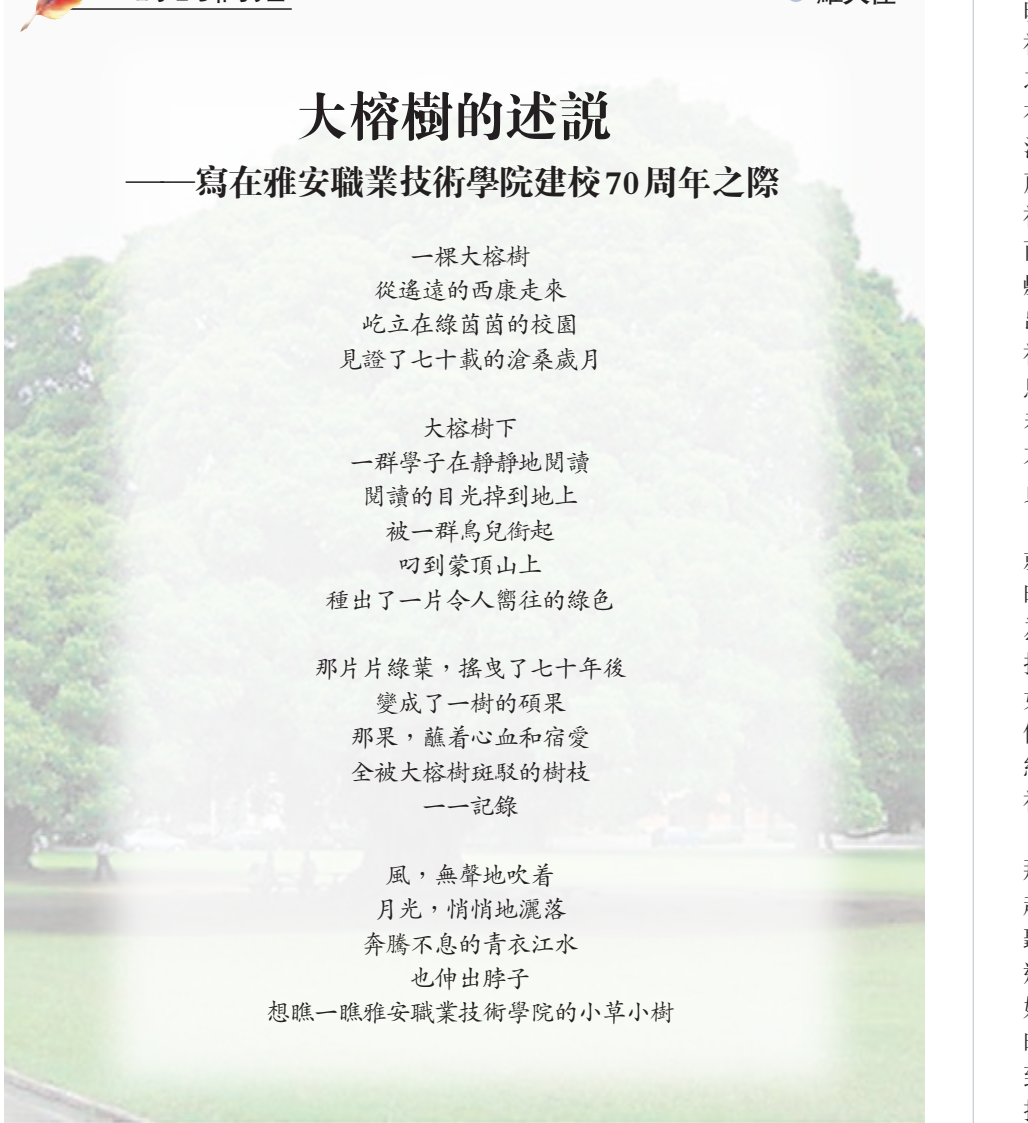 大榕樹的述説
——寫在雅安職業技術學院建校70周年之際
一棵大榕樹
從遙遠的西康走來
屹立在綠茵茵的校園
見證了七十載的滄桑歲月
大榕樹下
一群學子在靜靜地閱讀
閱讀的目光掉到地上
被一群鳥兒銜起
叼到蒙頂山上
種出了一片令人嚮往的綠色
那片片綠葉，搖曳了七十年後
變成了一樹的碩果
那果，蘸着心血和宿愛
全被大榕樹斑駁的樹枝
一一記錄
風，無聲地吹着
月光，悄悄地灑落
奔騰不息的青衣江水
也伸出脖子
想瞧一瞧雅安職業技術學院的小草小樹